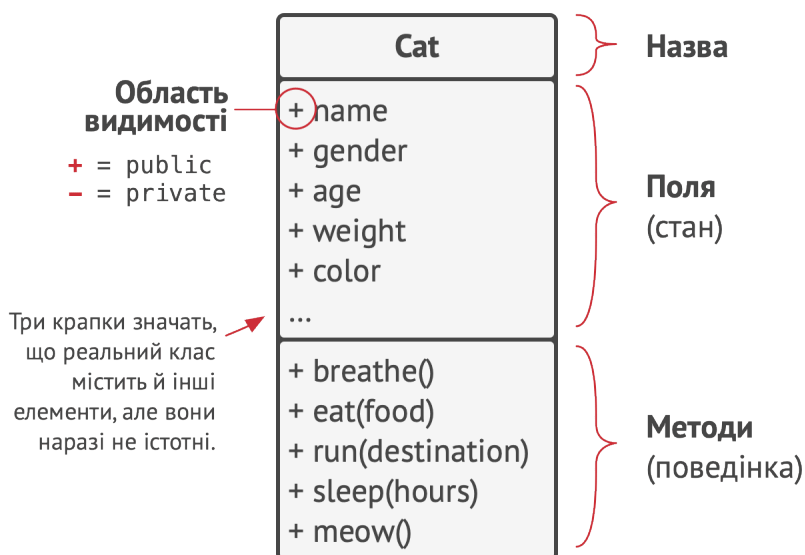 Cat
Назва
Область
видимості
+ = public
− = private
+ name
+ gender
+ age
+ weight
+ color
...
Поля
(стан)
Три крапки значать,
що реальний клас
містить й інші
елементи, але вони
наразі не істотні.
+ breathe()
+ eat(food)
+ run(destination)
+ sleep(hours)
+ meow()
Методи
(поведінка)